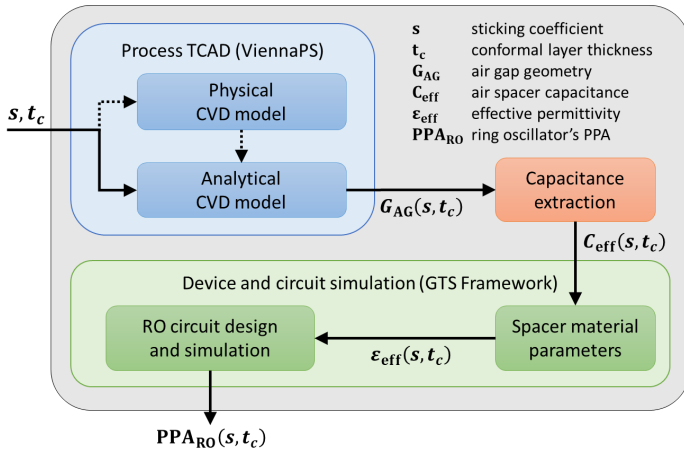 Process TCAD (ViennaPS)
Physical
CVD model
s, t_c
Analytical
CVD model
s sticking coefficient
t_c conformal layer thickness
G_AG air gap geometry
C_eff air spacer capacitance
ε_eff effective permittivity
PPA_RO ring oscillator's PPA
G_AG(s, t_c)
Capacitance
extraction
C_eff(s, t_c)
Device and circuit simulation (GTS Framework)
RO circuit design
and simulation
ε_eff(s, t_c)
Spacer material
parameters
PPA_RO(s, t_c)